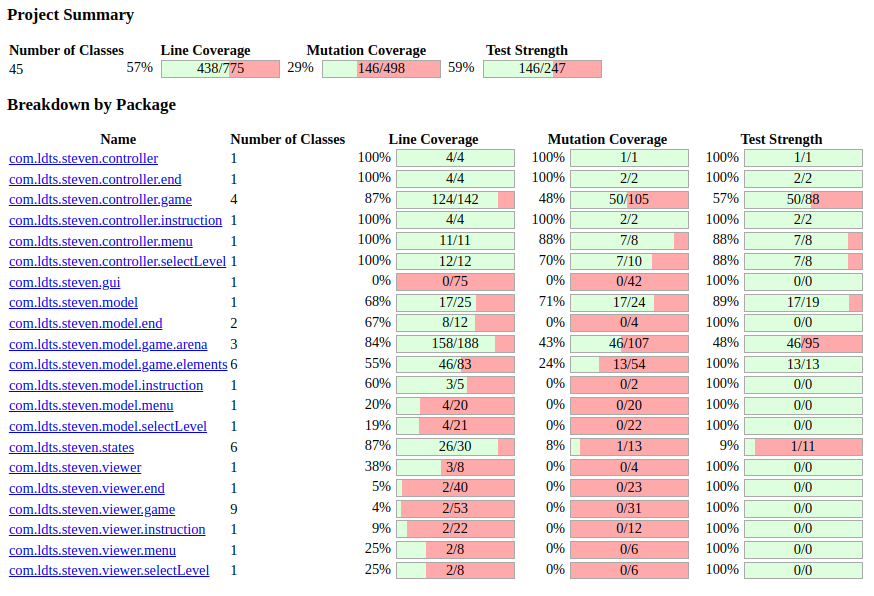 Project Summary
Number of Classes Line Coverage Mutation Coverage Test Strength
45 57% 438/775 29% 146/498 59% 146/247
Breakdown by Package
Name Number of Classes Line Coverage Mutation Coverage Test Strength
com.ldts.steven.controller 1 100% 4/4 100% 1/1 100% 1/1
com.ldts.steven.controller.end 1 100% 4/4 100% 2/2 100% 2/2
com.ldts.steven.controller.game 4 87% 124/142 48% 50/105 57% 50/88
com.ldts.steven.controller.instruction 1 100% 4/4 100% 2/2 100% 2/2
com.ldts.steven.controller.menu 1 100% 11/11 88% 7/8 88% 7/8
com.ldts.steven.controller.selectLevel 1 100% 12/12 70% 7/10 88% 7/8
com.ldts.steven.gui 1 0% 0/75 0% 0/42 100% 0/0
com.ldts.steven.model 1 68% 17/25 71% 17/24 89% 17/19
com.ldts.steven.model.end 2 67% 8/12 0% 0/4 100% 0/0
com.ldts.steven.model.game.arena 3 84% 158/188 43% 46/107 48% 46/95
com.ldts.steven.model.game.elements 6 55% 46/83 24% 13/54 100% 13/13
com.ldts.steven.model.instruction 1 60% 3/5 0% 0/2 100% 0/0
com.ldts.steven.model.menu 1 20% 4/20 0% 0/20 100% 0/0
com.ldts.steven.model.selectLevel 1 19% 4/21 0% 0/22 100% 0/0
com.ldts.steven.states 6 87% 26/30 8% 1/13 9% 1/11
com.ldts.steven.viewer 1 38% 3/8 0% 0/4 100% 0/0
com.ldts.steven.viewer.end 1 5% 2/40 0% 0/23 100% 0/0
com.ldts.steven.viewer.game 9 4% 2/53 0% 0/31 100% 0/0
com.ldts.steven.viewer.instruction 1 9% 2/22 0% 0/12 100% 0/0
com.ldts.steven.viewer.menu 1 25% 2/8 0% 0/6 100% 0/0
com.ldts.steven.viewer.selectLevel 1 25% 2/8 0% 0/6 100% 0/0